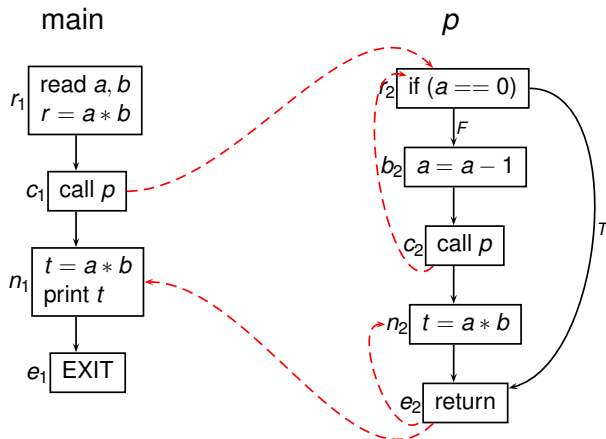 main
r₁
read a, b
r = a ∗ b
c₁
call p
n₁
t = a ∗ b
print t
e₁
EXIT
p
r₂
if (a == 0)
F
T
b₂
a = a − 1
c₂
call p
n₂
t = a ∗ b
e₂
return